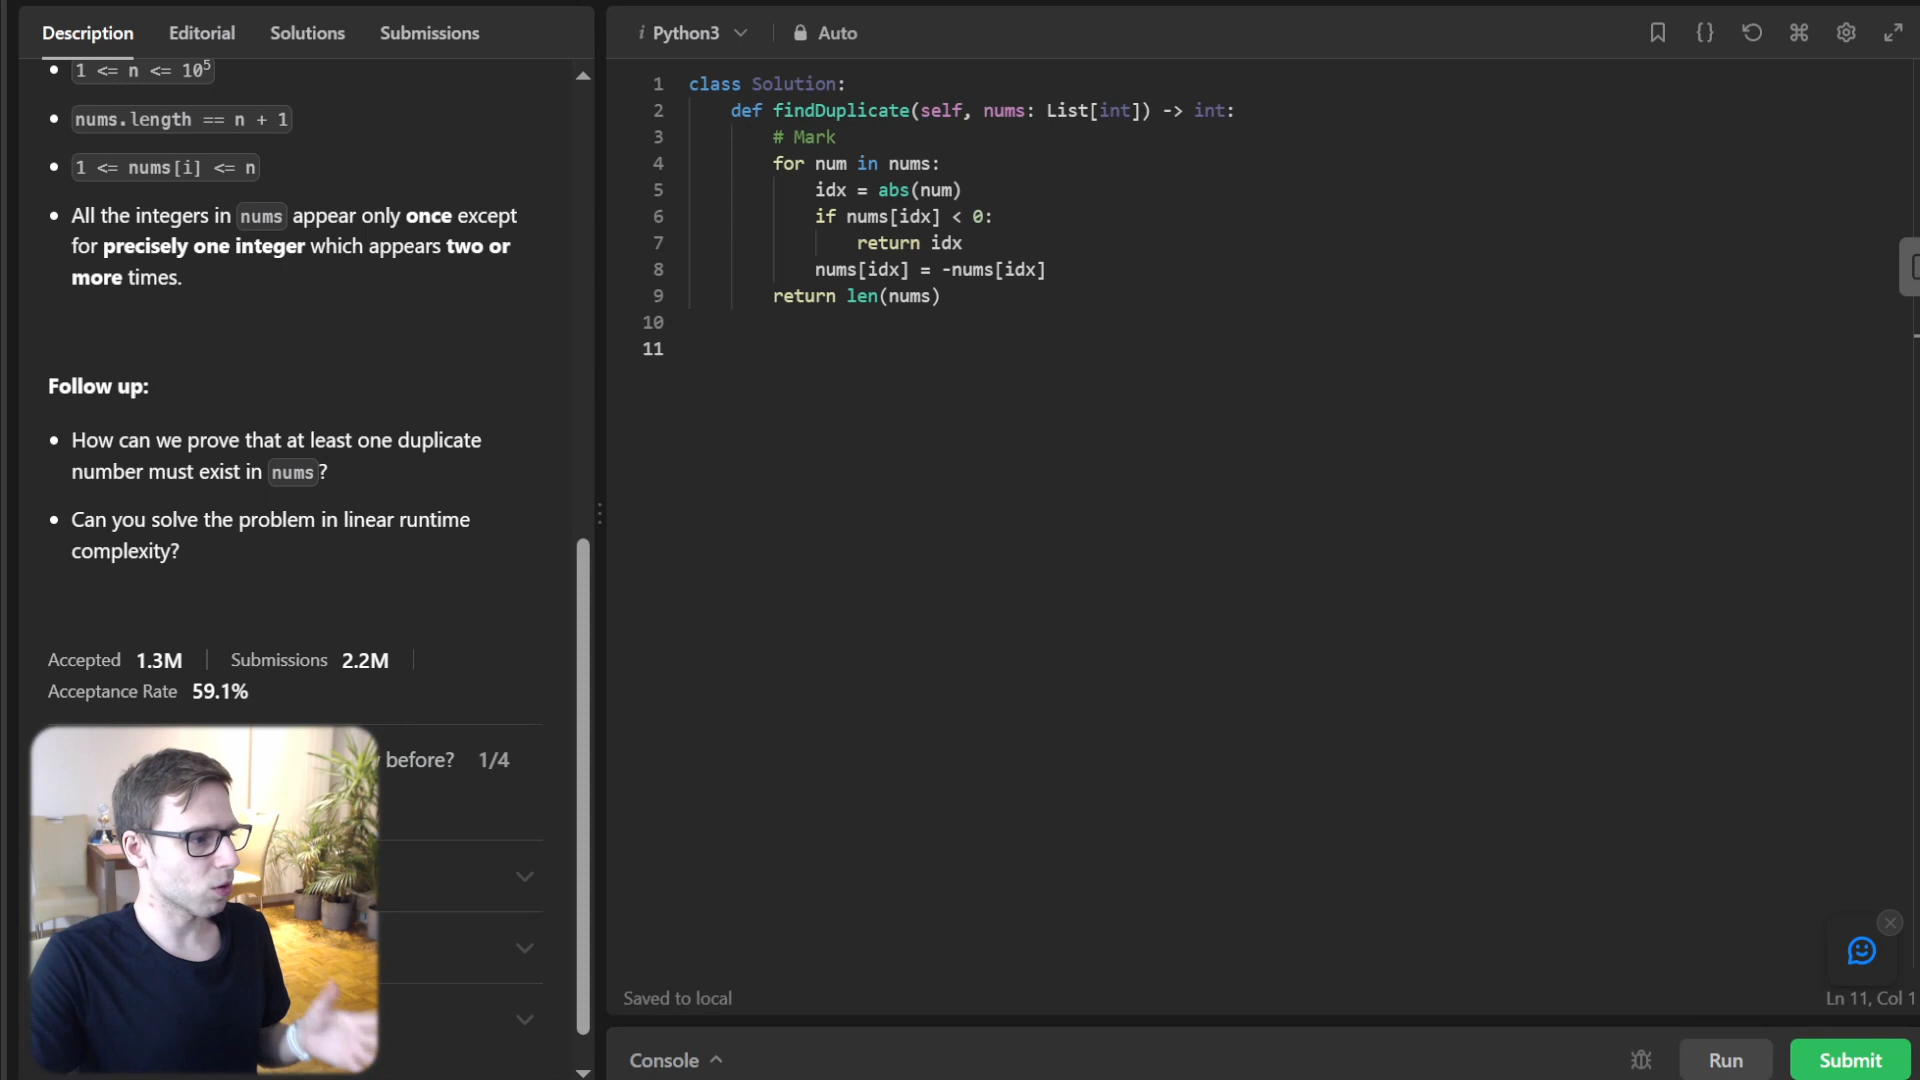 Description Editorial Solutions Submissions
1 <= n <= 10^5
nums.length == n + 1
1 <= nums[i] <= n
All the integers in nums appear only once except
for precisely one integer which appears two or
more times.
Follow up:
How can we prove that at least one duplicate
number must exist in nums?
Can you solve the problem in linear runtime
complexity?
Accepted 1.3M Submissions 2.2M
Acceptance Rate 59.1%
before? 1/4
i Python3 Auto
1 class Solution:
2 def findDuplicate(self, nums: List[int]) -> int:
3 # Mark
4 for num in nums:
5 idx = abs(num)
6 if nums[idx] < 0:
7 return idx
8 nums[idx] = -nums[idx]
9 return len(nums)
10
11
Saved to local
Ln 11, Col 1
Console
Run
Submit